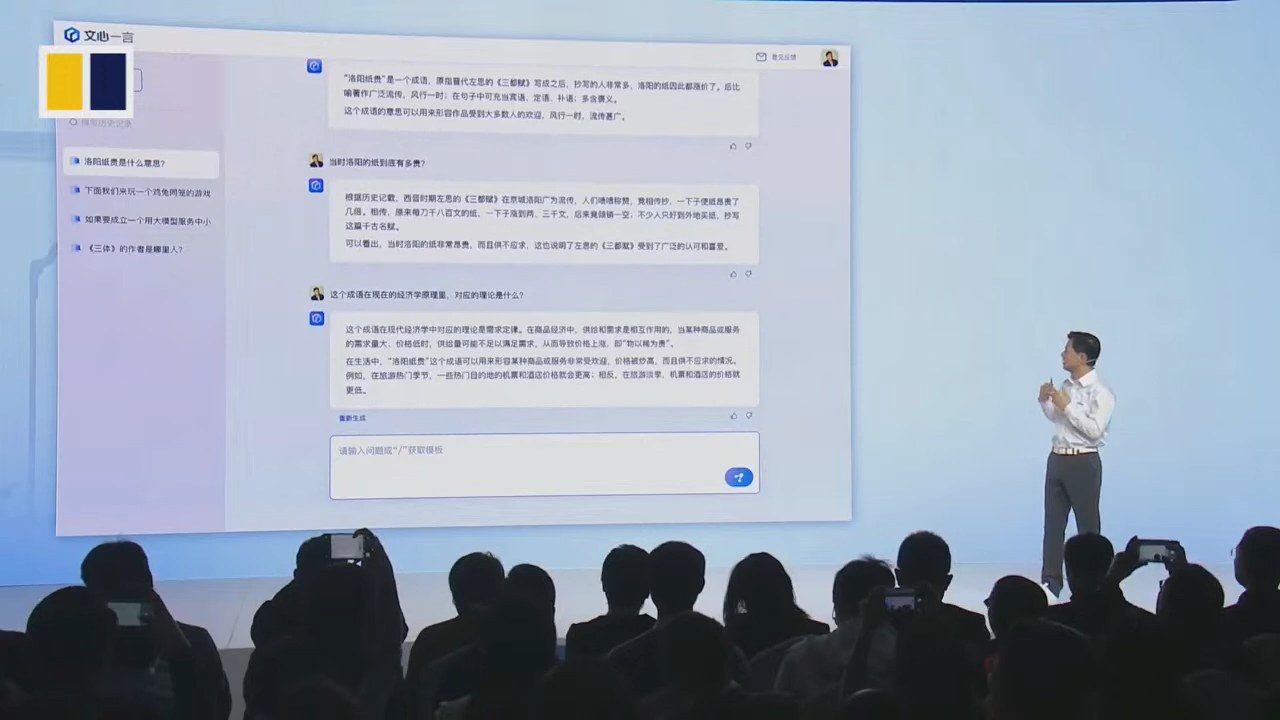 文心一言
意见反馈
搜索历史记录
洛阳纸贵是什么意思?
下面我们来玩一个鸡兔同笼的游戏
如果要成立一个用大模型服务中小
《三体》的作者是哪里人?
"洛阳纸贵"是一个成语，原指晋代左思的《三都赋》写成之后，抄写的人非常多，洛阳的纸因此都涨价了。后比
喻著作广泛流传，风行一时；在句子中可充当宾语、定语、补语；多含褒义。
这个成语的意思可以用来形容作品受到大多数人的欢迎，风行一时，流传甚广。
当时洛阳的纸到底有多贵?
根据历史记载，西晋时期左思的《三都赋》在京城洛阳广为流传，人们啧啧称赞，竞相传抄，一下子使纸昂贵了
几倍。相传，原来每刀千八百文的纸，一下子涨到两、三千文，后来竟倾销一空；不少人只好到外地买纸，抄写
这篇千古名赋。
可以看出，当时洛阳的纸非常昂贵，而且供不应求，这也说明了左思的《三都赋》受到了广泛的认可和喜爱。
这个成语在现在的经济学原理里，对应的理论是什么?
这个成语在现代经济学中对应的理论是需求定律。在商品经济中，供给和需求是相互作用的，当某种商品或服务
的需求量大、价格低时，供给量可能不足以满足需求，从而导致价格上涨，即"物以稀为贵"。
在生活中，"洛阳纸贵"这个成语可以用来形容某种商品或服务非常受欢迎，价格被炒高，而且供不应求的情况。
例如，在旅游热门季节，一些热门目的地的机票和酒店价格就会更高；相反，在旅游淡季，机票和酒店的价格就
更低。
重新生成
请输入问题或"/"获取模板